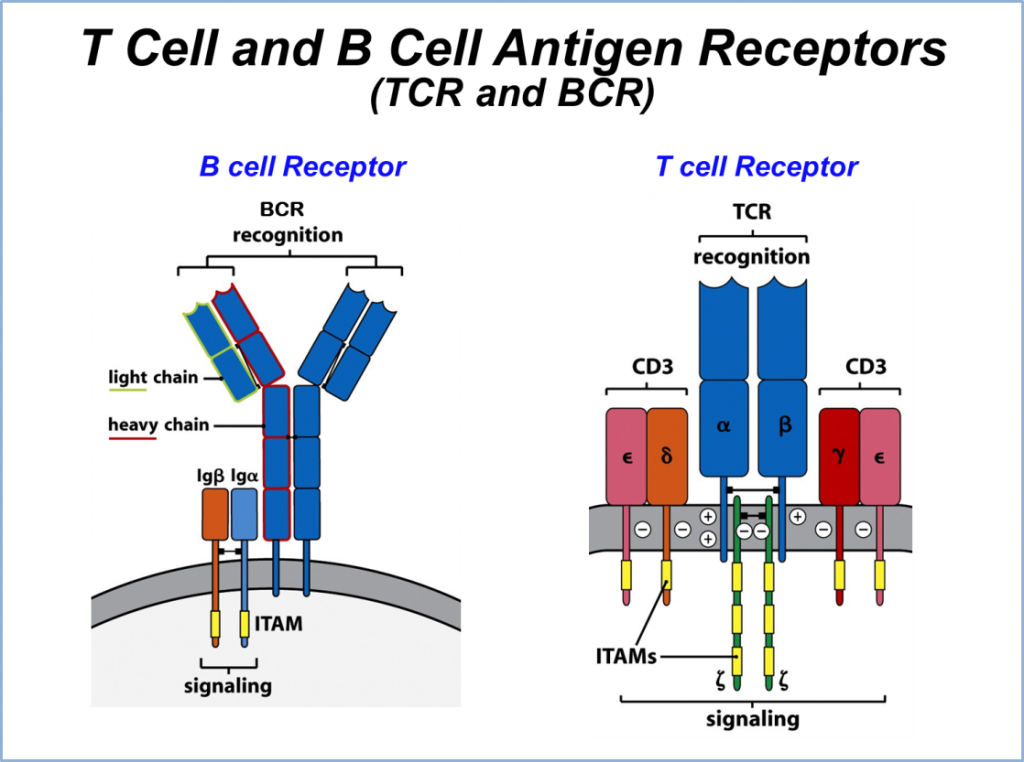 T Cell and B Cell Antigen Receptors
(TCR and BCR)
B cell Receptor
BCR
recognition
light chain
heavy chain
Igβ Igα
ITAM
signaling
T cell Receptor
TCR
recognition
CD3
CD3
ϵ
δ
α
β
γ
ϵ
+
+
+
−
−
−
−
−
−
ITAMs
ζ
ζ
signaling